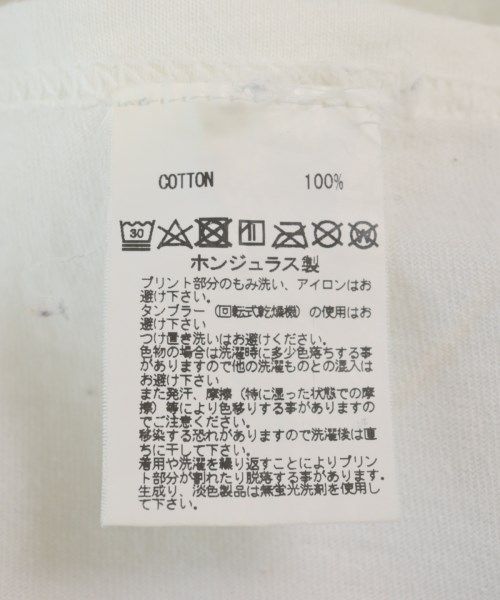 COTTON 100%
30
ホンジュラス製
プリント部分のもみ洗い、アイロンはお
避け下さい。
タンブラー（回転式乾燥機）の使用はお
避け下さい
つけ置き洗いはお避けください。
色物の場合は洗濯時に多少色落ちする事
がありますので他の洗濯ものとの混入は
お避け下さい
また発汗、摩擦（特に湿った状態での摩
擦）等により色移りする事がありますの
でご注意ください。
移染する恐れがありますので洗濯後は直
ちに干して下さい。
着用や洗濯を繰り返すことによりプリン
ト部分が割れたり脱落する事があります。
生成り、淡色製品は無蛍光洗剤を使用し
て下さい。